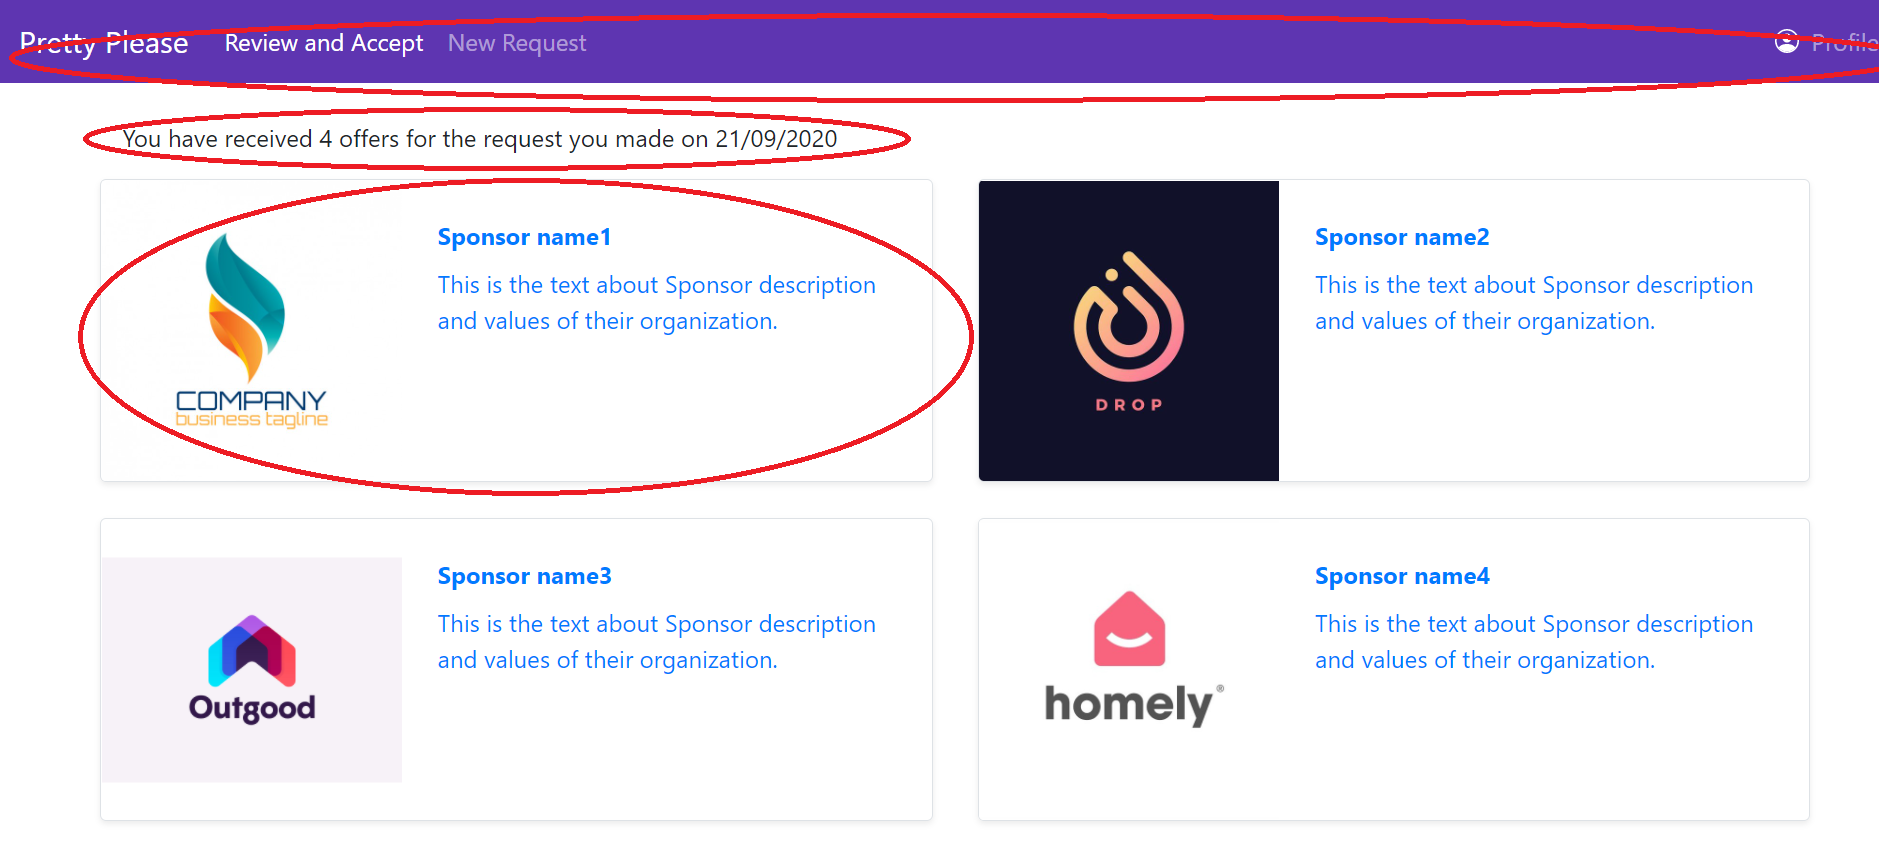 Pretty Please Review and Accept New Request Profile
You have received 4 offers for the request you made on 21/09/2020
COMPANY
business tagline
Sponsor name1
This is the text about Sponsor description
and values of their organization.
DROP
Sponsor name2
This is the text about Sponsor description
and values of their organization.
Outgood
Sponsor name3
This is the text about Sponsor description
and values of their organization.
homely®
Sponsor name4
This is the text about Sponsor description
and values of their organization.